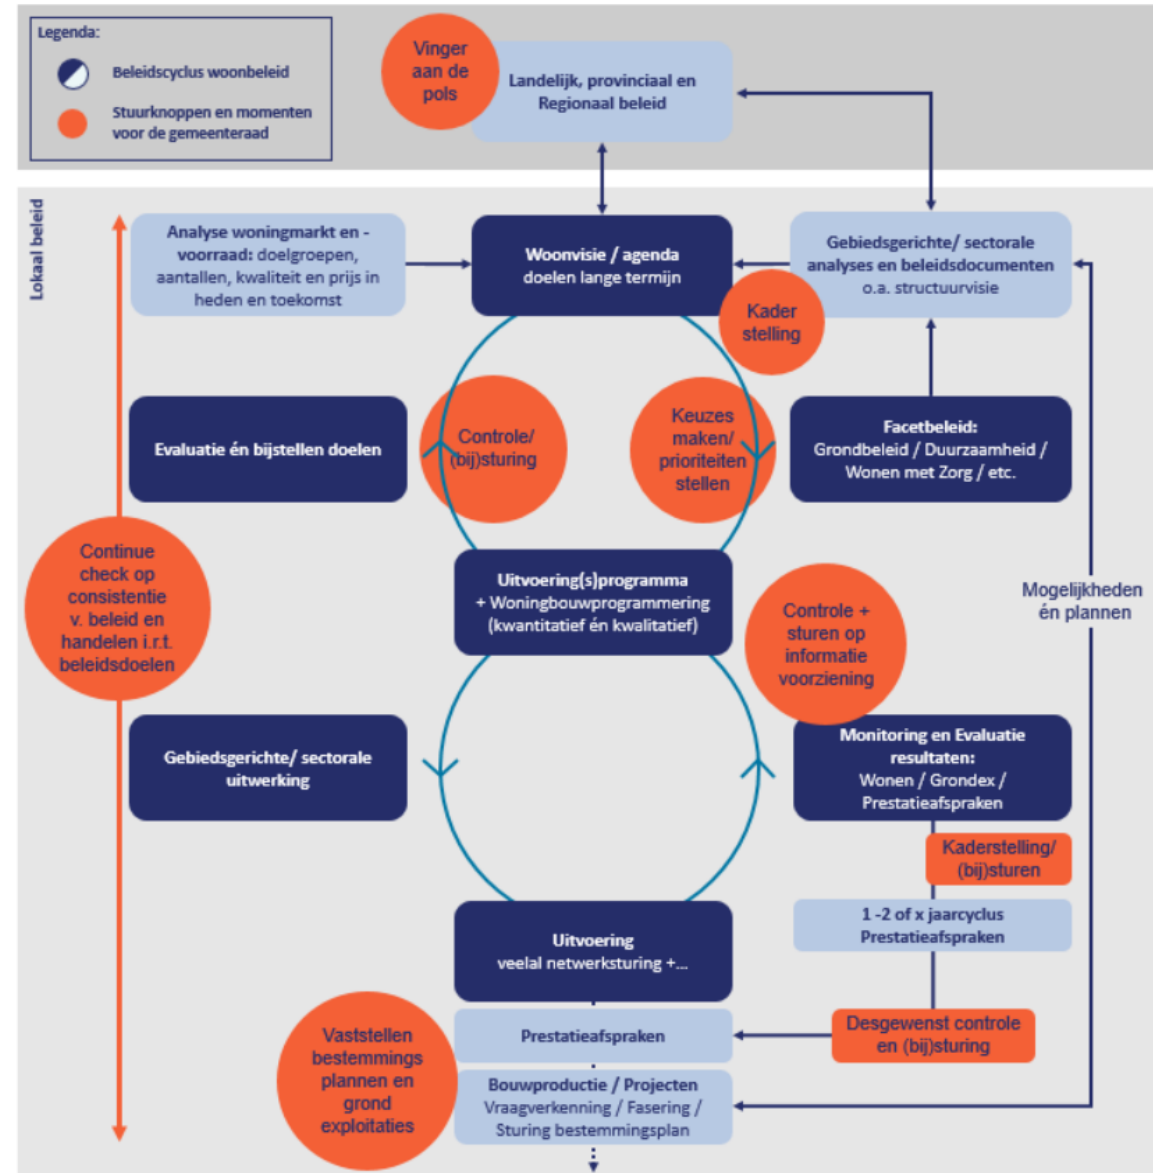 Legenda:
Beleidscyclus woonbeleid
Stuurknoppen en momenten
voor de gemeenteraad
Vinger
aan de
pols
Landelijk, provinciaal en
Regionaal beleid
Lokaal beleid
Analyse woningmarkt en -
voorraad: doelgroepen,
aantallen, kwaliteit en prijs in
heden en toekomst
Woonvisie / agenda
doelen lange termijn
Gebiedsgerichte/ sectorale
analyses en beleidsdocumenten
o.a. structuurvisie
Kader
stelling
Evaluatie én bijstellen doelen
Controle/
(bij)sturing
Keuzes
maken/
prioriteiten
stellen
Facetbeleid:
Grondbeleid / Duurzaamheid /
Wonen met Zorg / etc.
Continue
check op
consistentie
v. beleid en
handelen i.r.t.
beleidsdoelen
Uitvoering(s)programma
+ Woningbouwprogrammering
(kwantitatief én kwalitatief)
Controle +
sturen op
informatie
voorziening
Mogelijkheden
én plannen
Gebiedsgerichte/ sectorale
uitwerking
Monitoring en Evaluatie
resultaten:
Wonen / Grondex /
Prestatieafspraken
Kaderstelling/
(bij)sturen
1 -2 of x jaarcyclus
Prestatieafspraken
Uitvoering
veelal netwerksturing +...
Desgewenst controle
en (bij)sturing
Prestatieafspraken
Vaststellen
bestemmings
plannen en
grond
exploitaties
Bouwproductie / Projecten
Vraagverkenning / Fasering /
Sturing bestemmingsplan